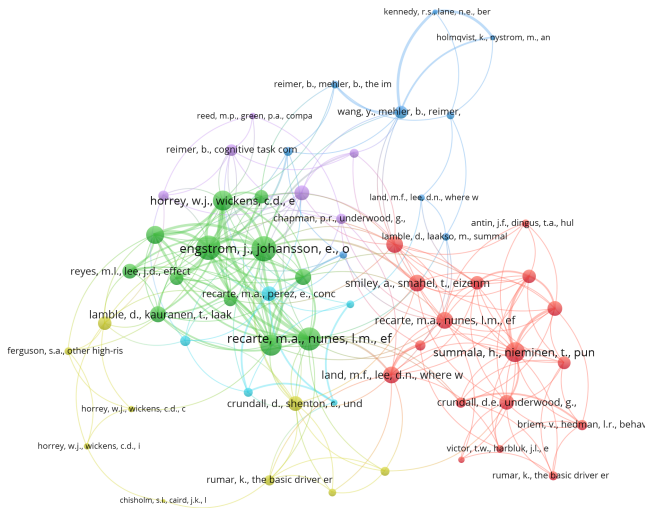 kennedy, r.s., lane, n.e., ber
holmqvist, k., nystrom, m., an
reimer, b., mehler, b., the im
wang, y., mehler, b., reimer,
reed, m.p., green, p.a., compa
reimer, b., cognitive task com
horrey, w.j., wickens, c.d., e
land, m.f., lee, d.n., where w
chapman, p.r., underwood, g.,
antin, j.f., dingus, t.a., hul
lamble, d., laakso, m., summal
engstrom, j., johansson, e., o
reyes, m.l., lee, j.d., effect
smiley, a., smahel, t., eizenm
recarte, m.a., perez, e., conc
lamble, d., kauranen, t., laak
recarte, m.a., nunes, l.m., ef
recarte, m.a., nunes, l.m., ef
ferguson, s.a., other high-ris
summala, h., nieminen, t., pun
land, m.f., lee, d.n., where w
crundall, d., shenton, c., und
crundall, d.e., underwood, g.,
horrey, w.j., wickens, c.d., c
briem, v., hedman, l.r., behav
horrey, w.j., wickens, c.d., i
victor, t.w., harbluk, j.l., e
rumar, k., the basic driver er
rumar, k., the basic driver er
chisholm, s.l., caird, j.k., l